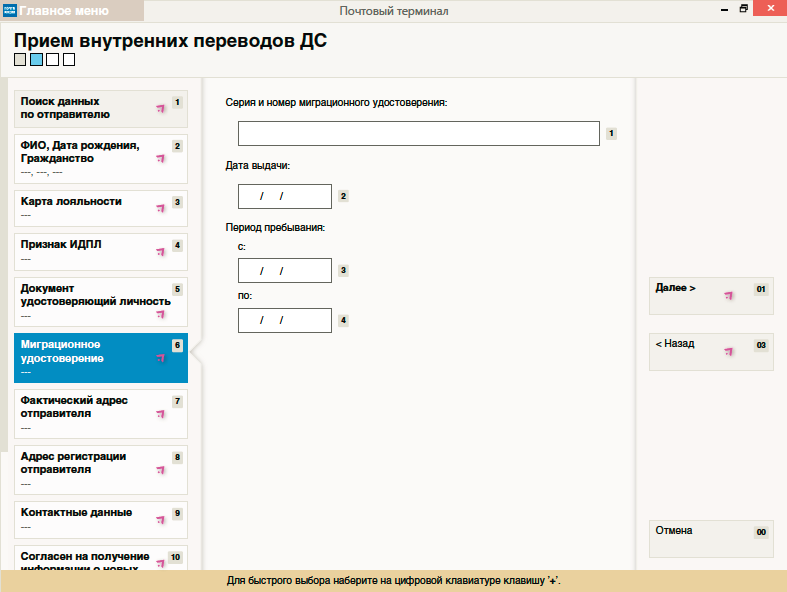 Главное меню
Почтовый терминал
Прием внутренних переводов ДС
Поиск данных
по отправителю
1
ФИО, Дата рождения,
Гражданство
---, ---, ---
2
Карта лояльности
---
3
Признак ИДПЛ
---
4
Документ
удостоверяющий личность
---
5
Миграционное
удостоверение
---
6
Фактический адрес
отправителя
---
7
Адрес регистрации
отправителя
---
8
Контактные данные
---
9
Согласен на получение
информации о новых
10
Серия и номер миграционного удостоверения:
1
Дата выдачи:
/ /
2
Период пребывания:
с:
/ /
3
по:
/ /
4
Далее >
01
< Назад
03
Отмена
00
Для быстрого выбора наберите на цифровой клавиатуре клавишу '+'.